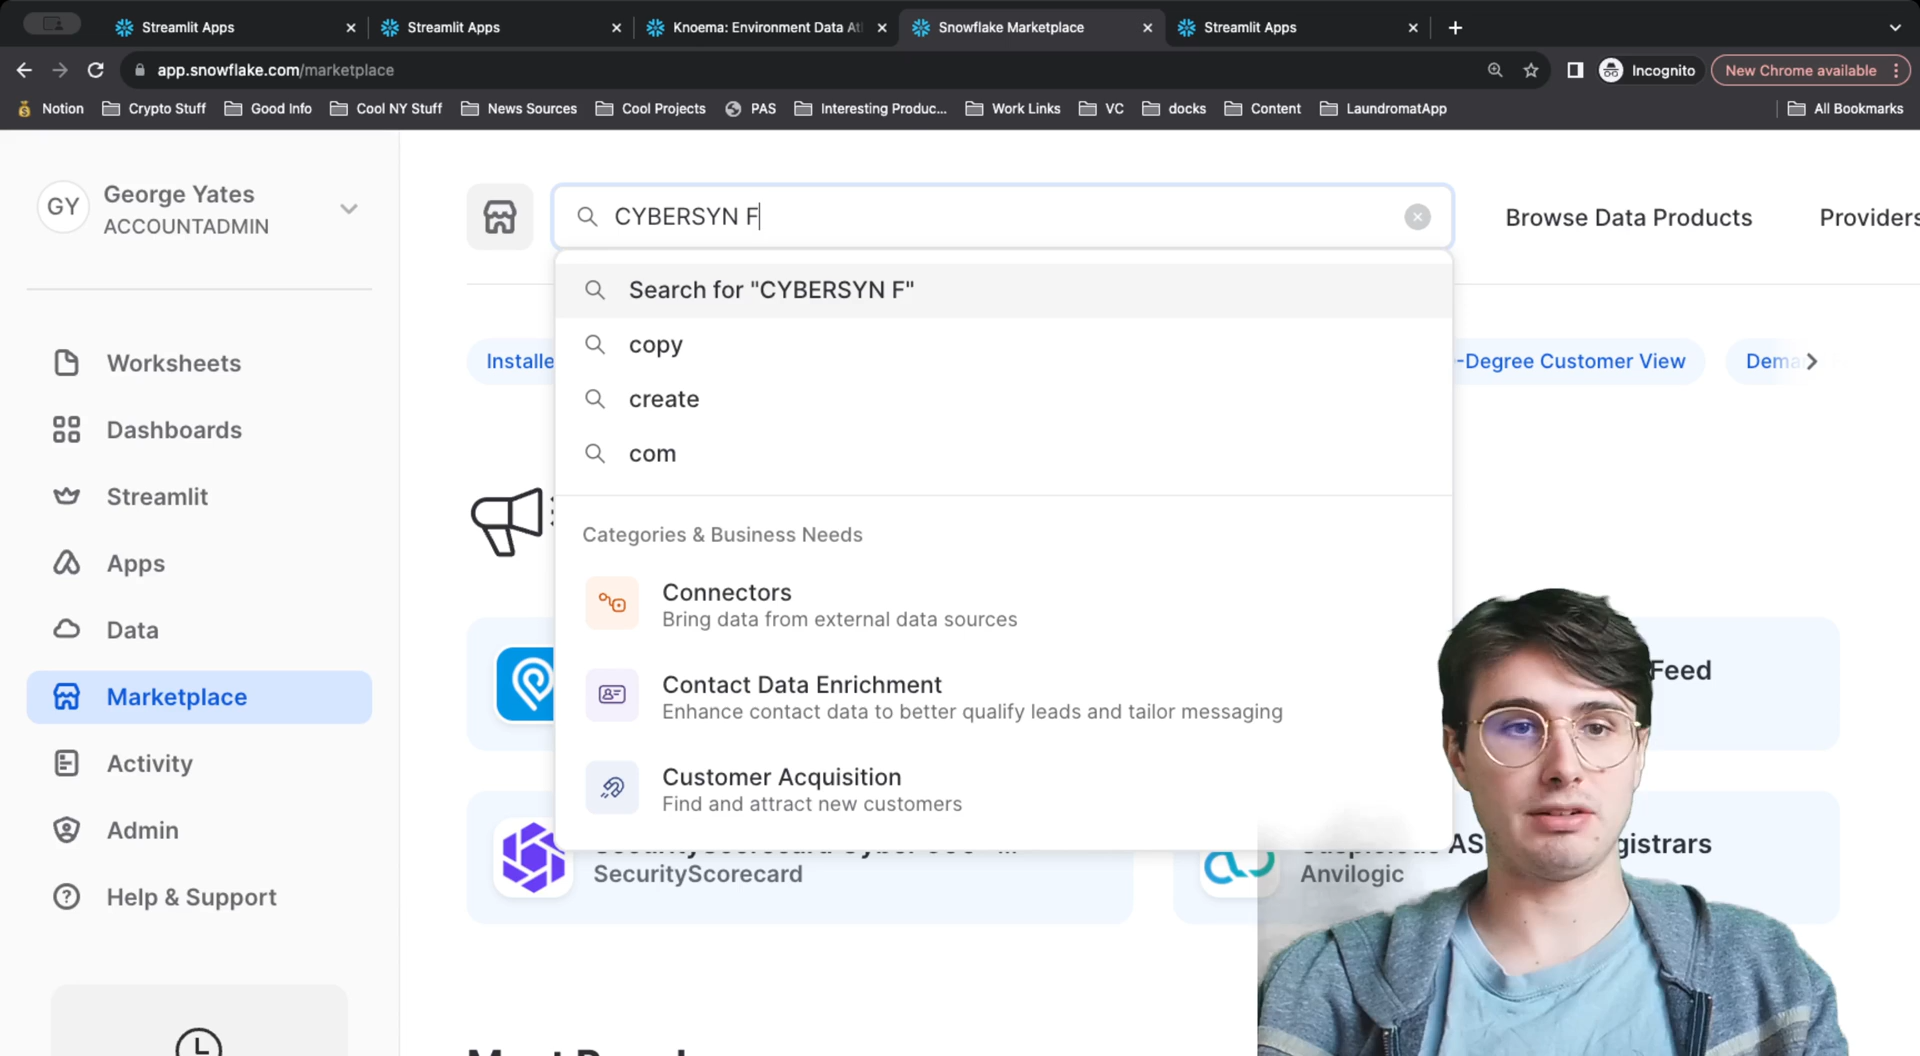 Streamlit Apps
Streamlit Apps
Knoema: Environment Data Atl
Snowflake Marketplace
Streamlit Apps
app.snowflake.com/marketplace
Incognito
New Chrome available
Notion
Crypto Stuff
Good Info
Cool NY Stuff
News Sources
Cool Projects
PAS
Interesting Produc...
Work Links
VC
docks
Content
LaundromatApp
All Bookmarks
GY
George Yates
ACCOUNTADMIN
CYBERSYN F
Browse Data Products
Providers
Search for "CYBERSYN F"
copy
create
com
Installe
-Degree Customer View
Dema
Worksheets
Dashboards
Streamlit
Apps
Data
Marketplace
Activity
Admin
Help & Support
Categories & Business Needs
Connectors
Bring data from external data sources
Contact Data Enrichment
Enhance contact data to better qualify leads and tailor messaging
Customer Acquisition
Find and attract new customers
Feed
SecurityScorecard
AS
gistrars
Anvilogic